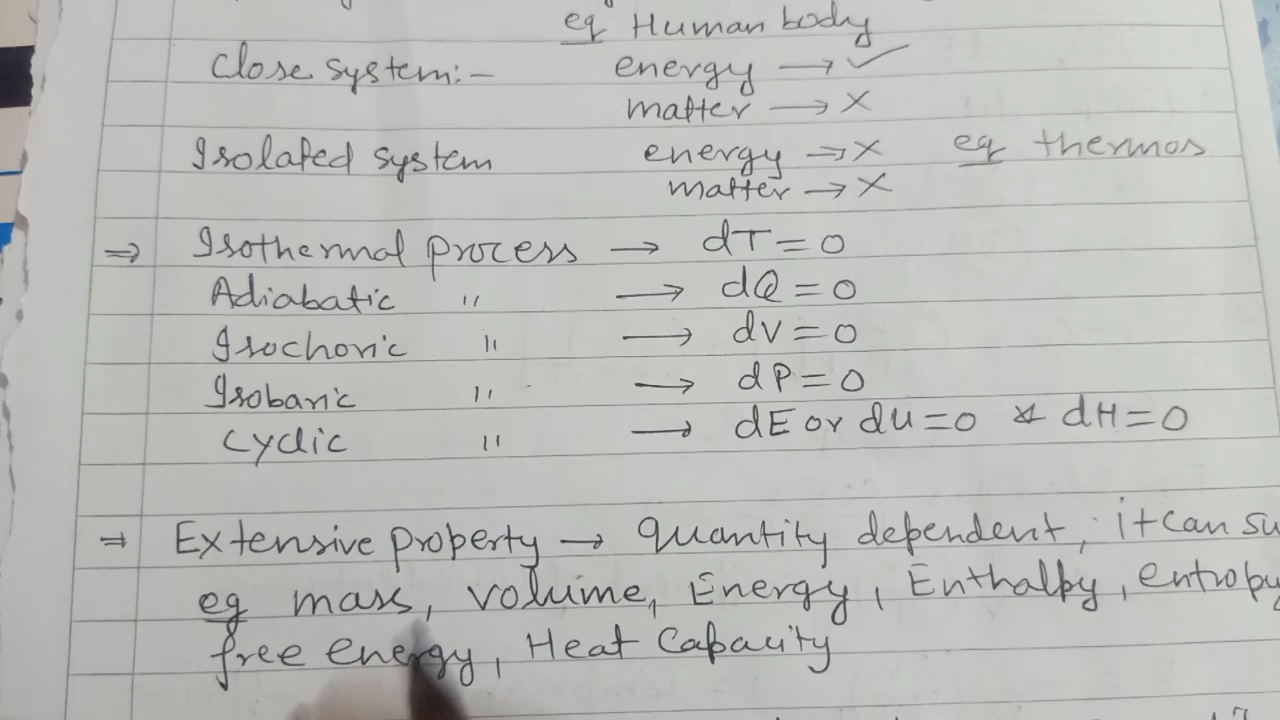 eg Human body
Close system:- energy → ✓
matter → ×
Isolated system energy → × eg thermos
matter → ×
⇒ Isothermal process → dT = 0
Adiabatic " → dQ = 0
Isochoric " → dV = 0
Isobaric " → dP = 0
Cyclic " → dE or dU = 0 & dH = 0
⇒ Extensive property → quantity dependent, it can su
eg mass, volume, Energy, Enthalpy, entropy
free energy, Heat Capacity